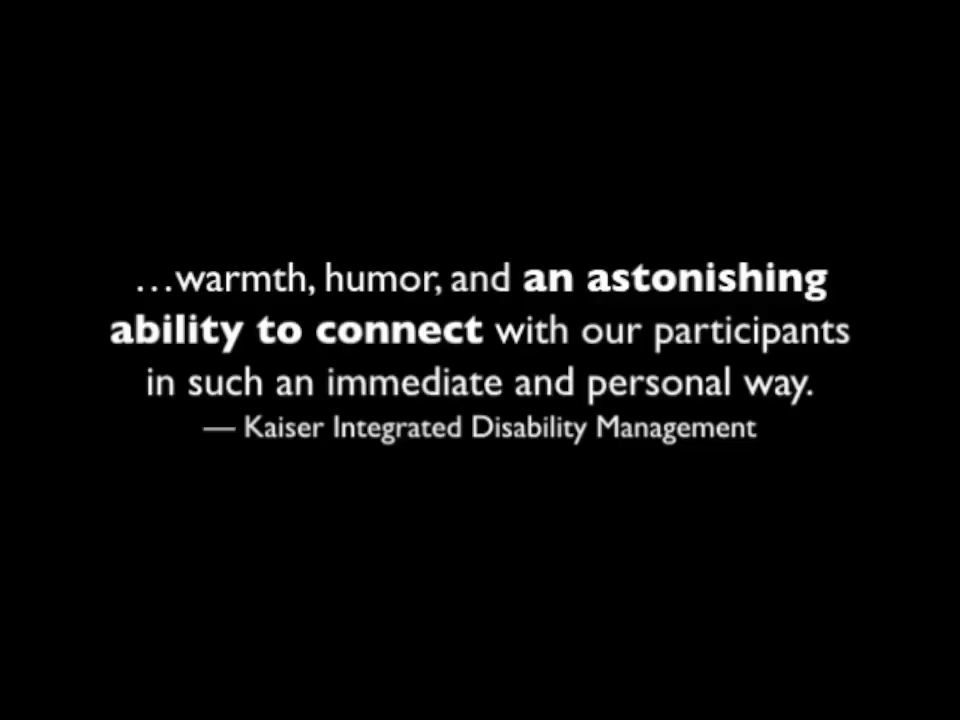 …warmth, humor, and an astonishing
ability to connect with our participants
in such an immediate and personal way.
— Kaiser Integrated Disability Management